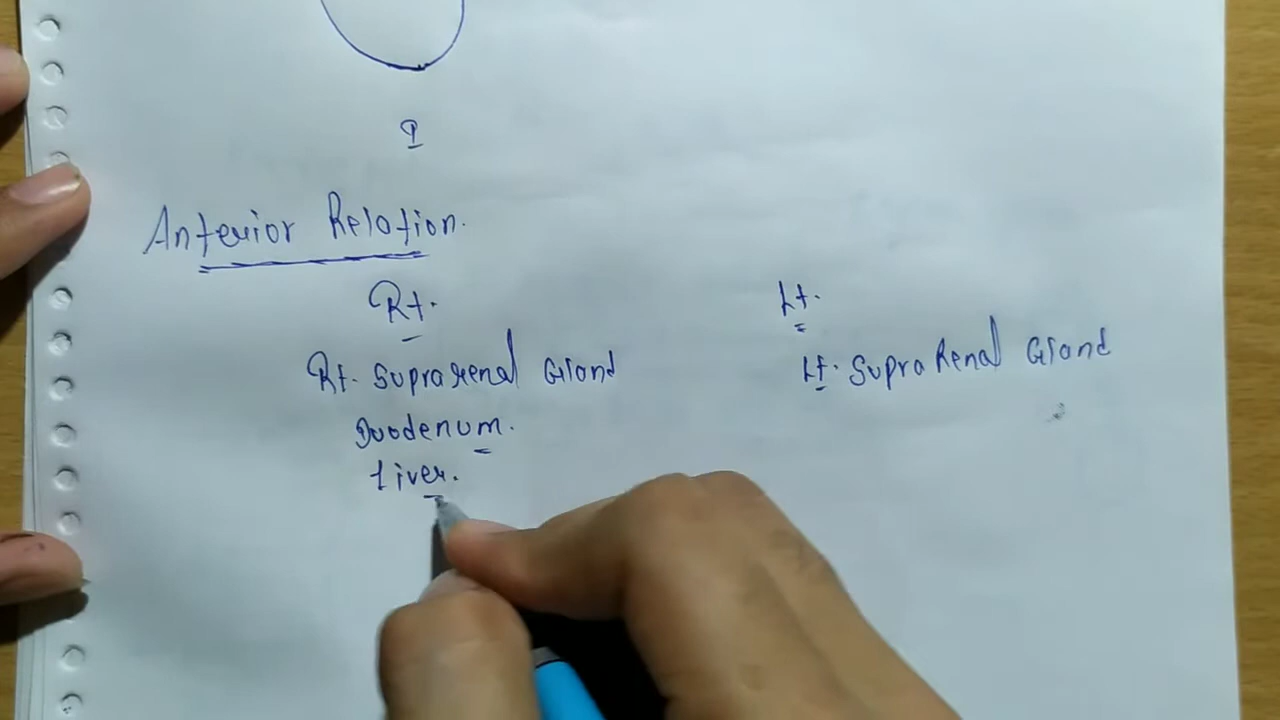 Anterior Relation.
Rt.
Lt.
Rt. Suprarenal Gland
Lt. SupraRenal Gland
Duodenum.
Liver.